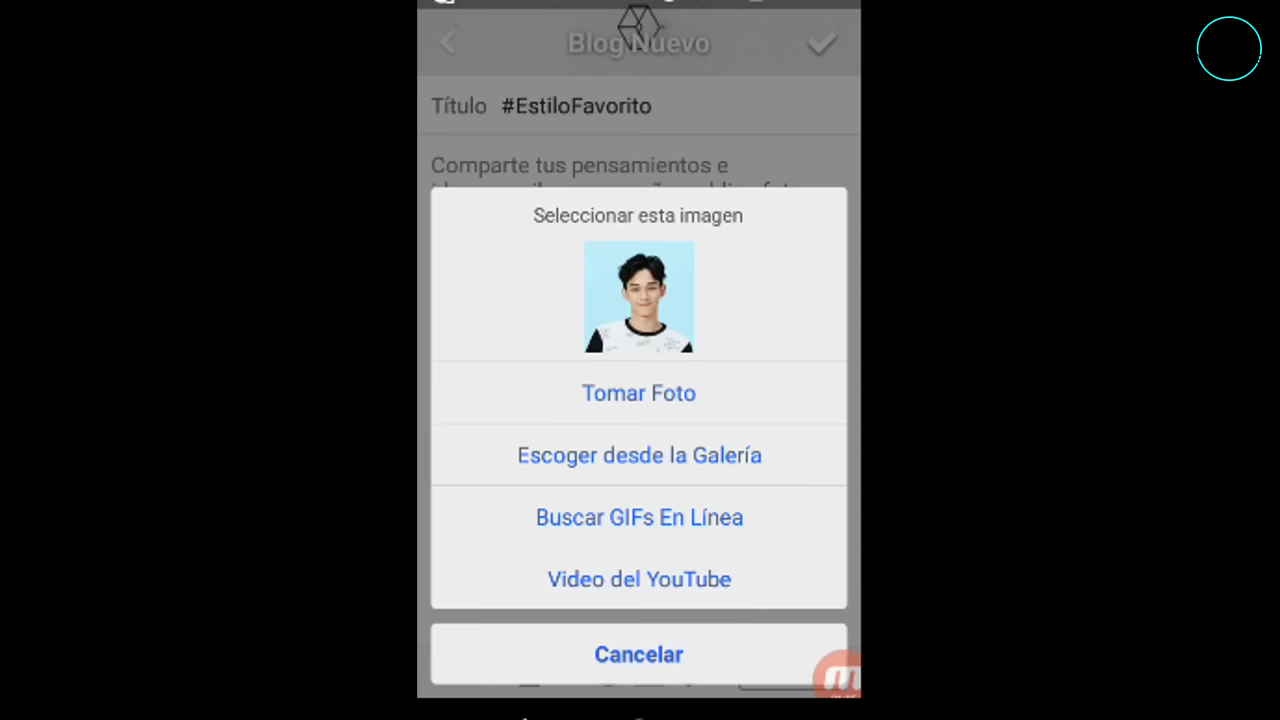 Blog Nuevo
Título #EstiloFavorito
Comparte tus pensamientos e
Seleccionar esta imagen
Tomar Foto
Escoger desde la Galería
Buscar GIFs En Línea
Video del YouTube
Cancelar